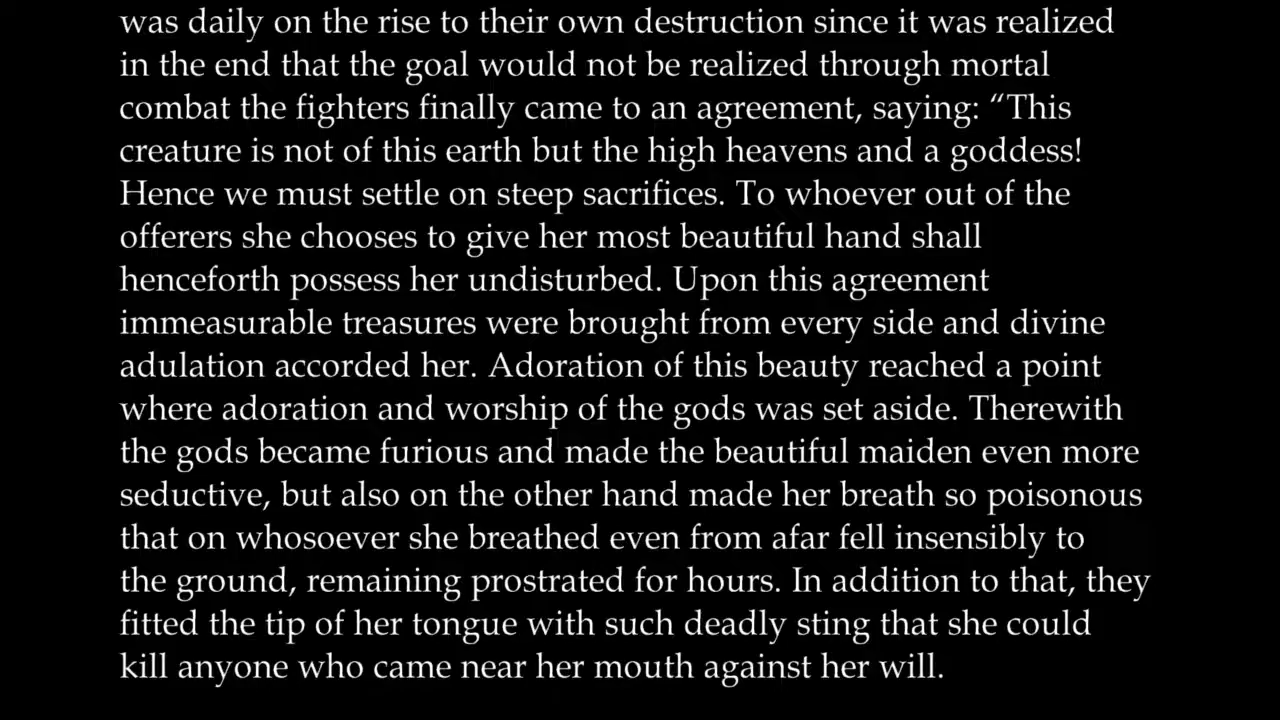 was daily on the rise to their own destruction since it was realized
in the end that the goal would not be realized through mortal
combat the fighters finally came to an agreement, saying: “This
creature is not of this earth but the high heavens and a goddess!
Hence we must settle on steep sacrifices. To whoever out of the
offerers she chooses to give her most beautiful hand shall
henceforth possess her undisturbed. Upon this agreement
immeasurable treasures were brought from every side and divine
adulation accorded her. Adoration of this beauty reached a point
where adoration and worship of the gods was set aside. Therewith
the gods became furious and made the beautiful maiden even more
seductive, but also on the other hand made her breath so poisonous
that on whosoever she breathed even from afar fell insensibly to
the ground, remaining prostrated for hours. In addition to that, they
fitted the tip of her tongue with such deadly sting that she could
kill anyone who came near her mouth against her will.